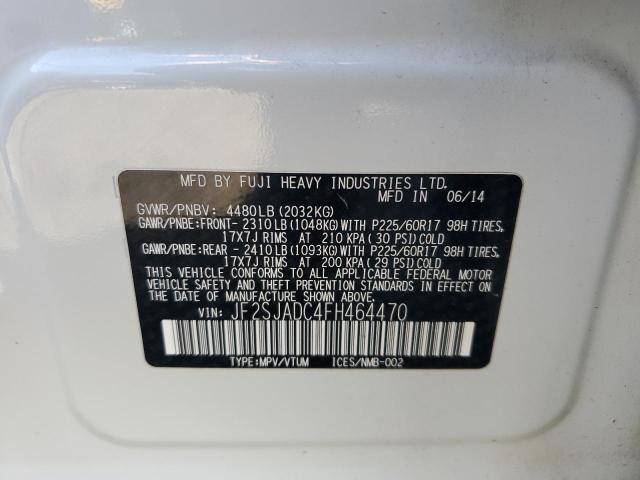 MFD BY FUJI HEAVY INDUSTRIES LTD.
MFD IN 06/14
GVWR/PNBV: 4480LB (2032KG)
GAWR/PNBE:FRONT- 2310LB (1048KG) WITH P225/60R17 98H TIRES,
17X7J RIMS AT 210 KPA (30 PSI) COLD
GAWR/PNBE:REAR - 2410LB (1093KG) WITH P225/60R17 98H TIRES,
17X7J RIMS AT 200 KPA (29 PSI) COLD
THIS VEHICLE CONFORMS TO ALL APPLICABLE FEDERAL MOTOR
VEHICLE SAFETY AND THEFT PREVENTION STANDARDS IN EFFECT
ON THE DATE OF MANUFACTURE SHOWN ABOVE.
VIN: JF2SJADC4FH464470
TYPE:MPV/VTUM ICES/NMB-002